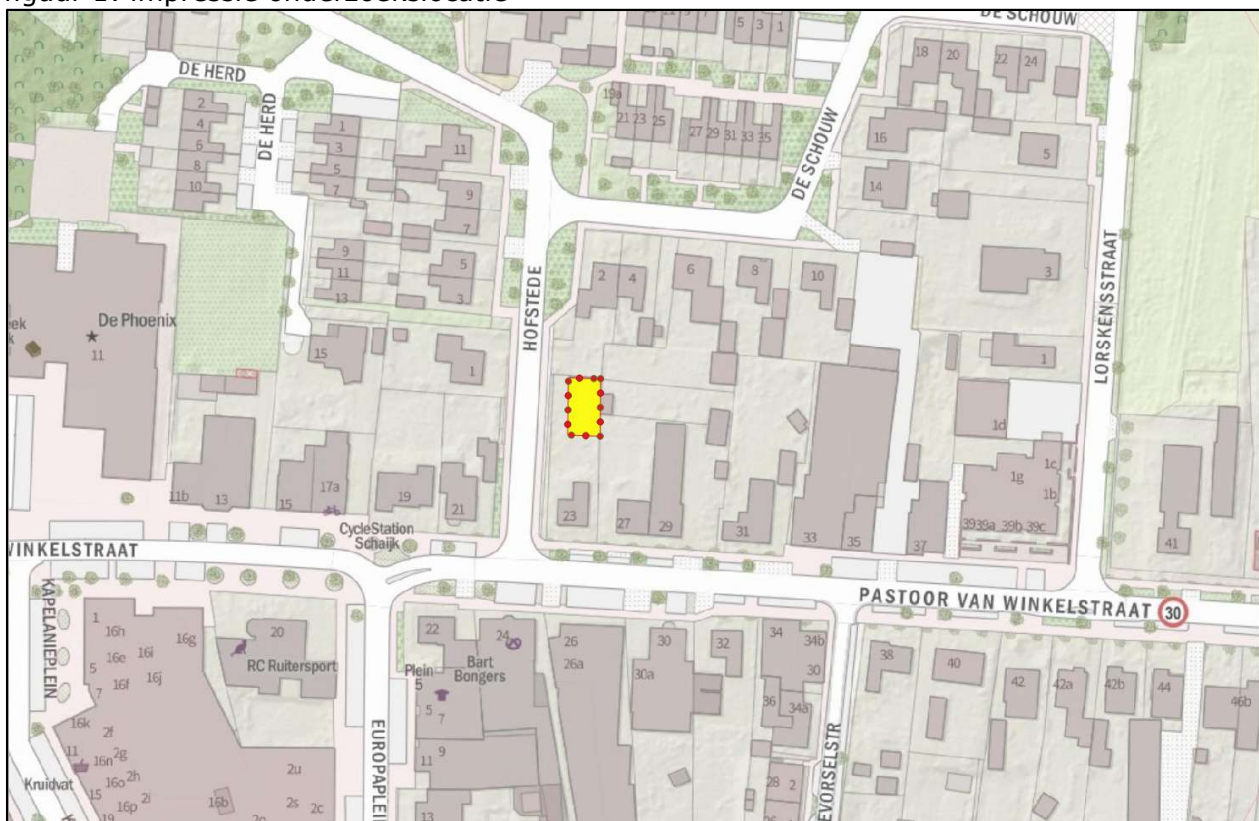 DE SCHOUW
5 3 1
18 20 22 24
DE HERD
2
4
6
8
10
DE HERD
1
3
5
7
11
9
7
19a
21 23 25
27 29 31 33 35
DE SCHOUW
16
14
5
9
11
13
5
3
HOFSTEDE
2 4 6 8 10
3
LORSKENSSTRAAT
De Phoenix
11
15
1
1
1d
1g 1c
1b
11b 13
15 17a
19 21
CycleStation
Schaijk
23 27 29 31 33 35 37
39 39a 39b 39c
41
WINKELSTRAAT
PASTOOR VAN WINKELSTRAAT 30
KAPELANIEPLEIN
1
16h
16g
16e 16i
5
16f 16j
7
16k
2f
11
16n 2g
2h
16o
15
16p 2i
16b
2u
2s 2c
19
Kruidvat
20
RC Ruitersport
EUROPAPLEIN
22 24
Plein
5
Bart
Bongers
5
7
9
11
13
26
26a
30
30a
32
34 34b
30
36
34a
28 2
EVORSELSTR
38 40 42 42a 42b 44 46b